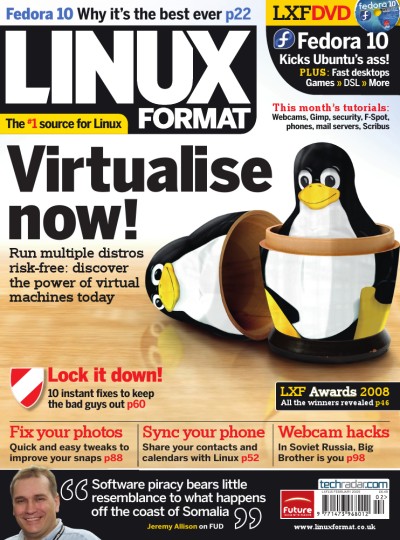 Fedora 10 Why it's the best ever p22
LXFDVD
fedora 10
Fedora 10
Kicks Ubuntu's ass!
PLUS: Fast desktops
Games » DSL » More
LINUX
FORMAT
The #1 source for Linux
This month's tutorials:
Webcams, Gimp, security, F-Spot,
phones, mail servers, Scribus
Virtualise
now!
Run multiple distros
risk-free: discover
the power of virtual
machines today
Lock it down!
10 instant fixes to keep
the bad guys out p60
LXF Awards 2008
All the winners revealed p46
Fix your photos
Quick and easy tweaks to
improve your snaps p88
Sync your phone
Share your contacts and
calendars with Linux p52
Webcam hacks
In Soviet Russia, Big
Brother is you p98
“Software piracy bears little
resemblance to what happens
off the coast of Somalia”
Jeremy Allison on FUD
Future
techradar.com
02>
9 771473 968012
www.linuxformat.co.uk